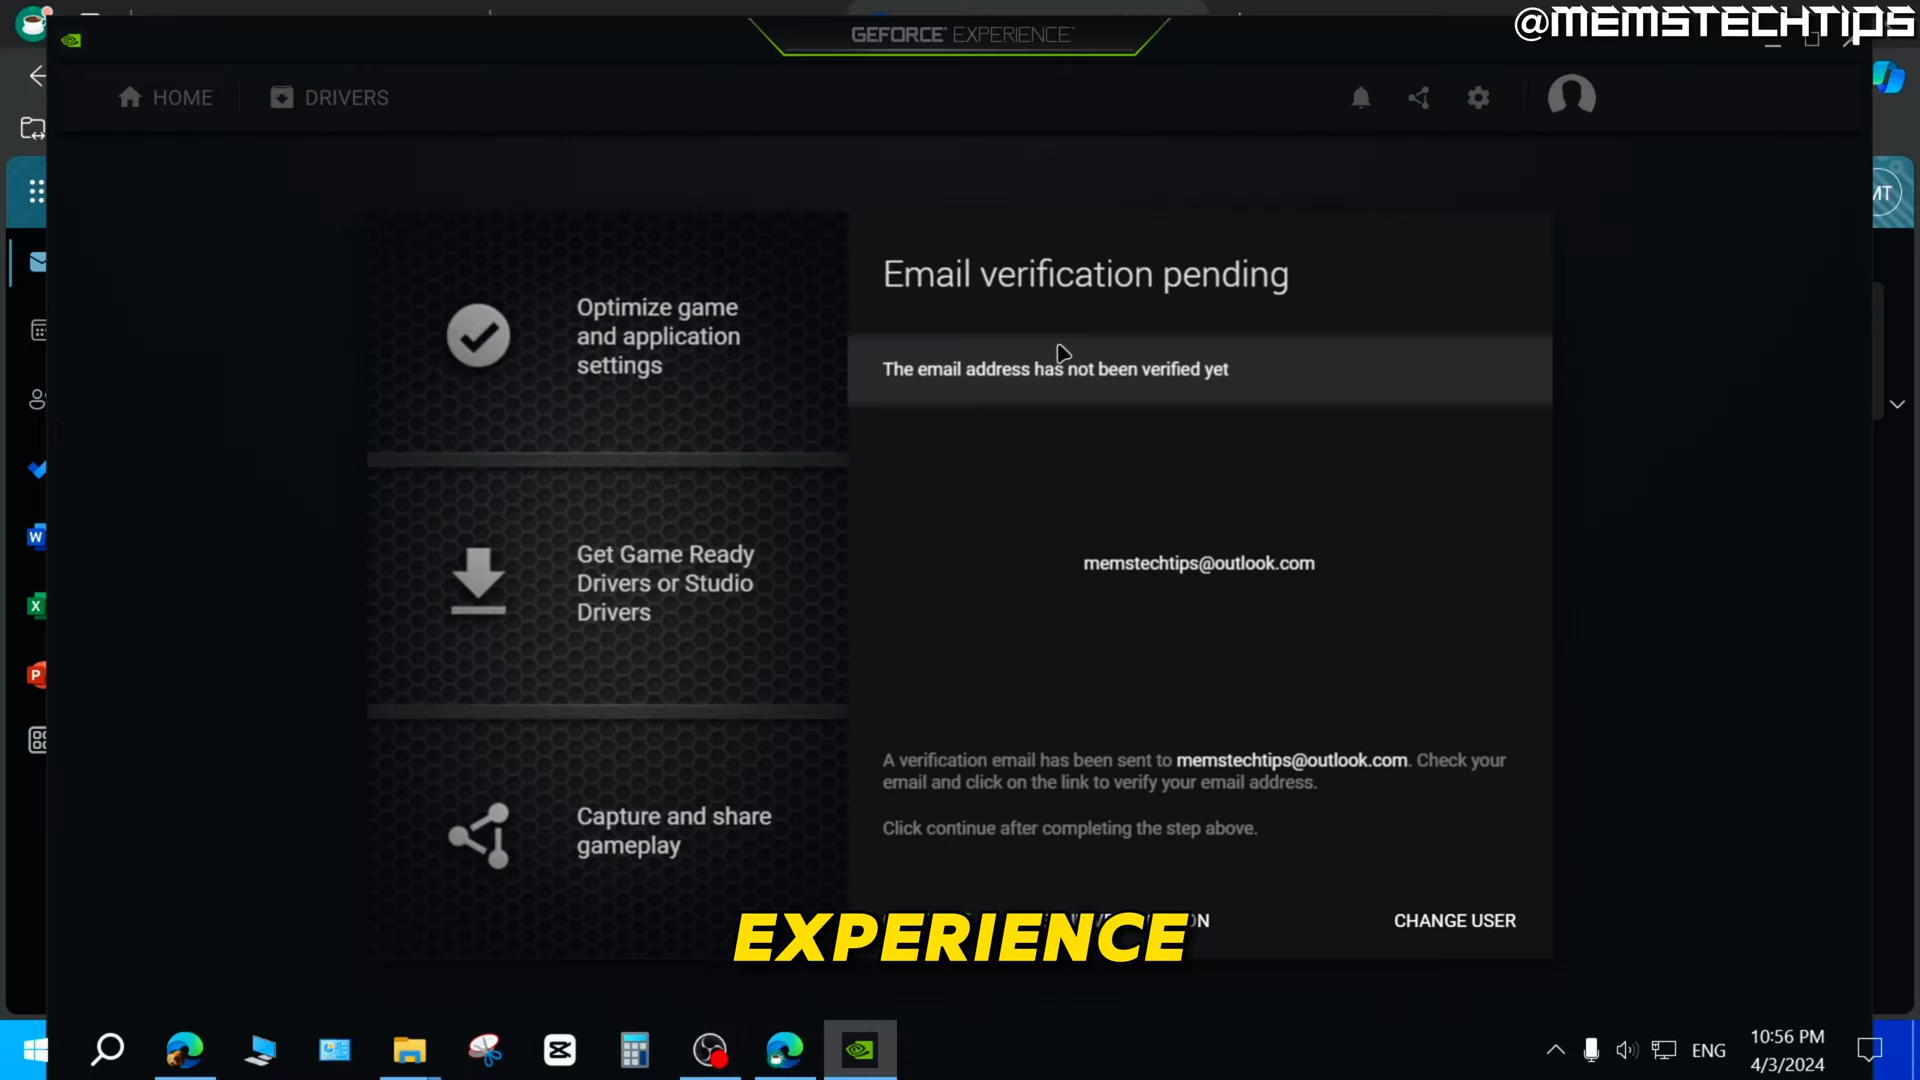 @MEMSTECHTIPS
GEFORCE® EXPERIENCE™
HOME
DRIVERS
MT
Optimize game
and application
settings
Email verification pending
The email address has not been verified yet
memstechtips@outlook.com
Get Game Ready
Drivers or Studio
Drivers
Capture and share
gameplay
A verification email has been sent to memstechtips@outlook.com. Check your
email and click on the link to verify your email address.
Click continue after completing the step above.
CHANGE USER
EXPERIENCE
W
X
P
ENG
10:56 PM
4/3/2024